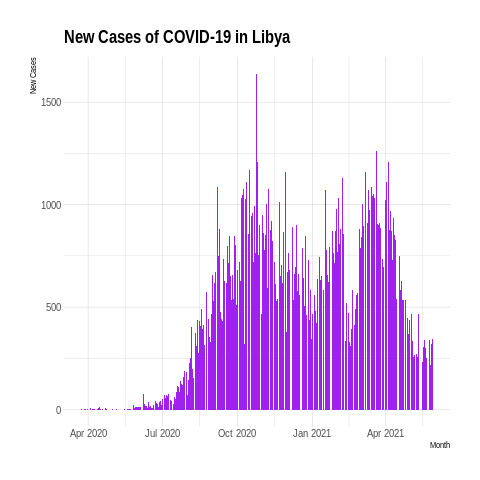 New Cases of COVID-19 in Libya
New Cases
1500
1000
500
0
Apr 2020 Jul 2020 Oct 2020 Jan 2021 Apr 2021
Month